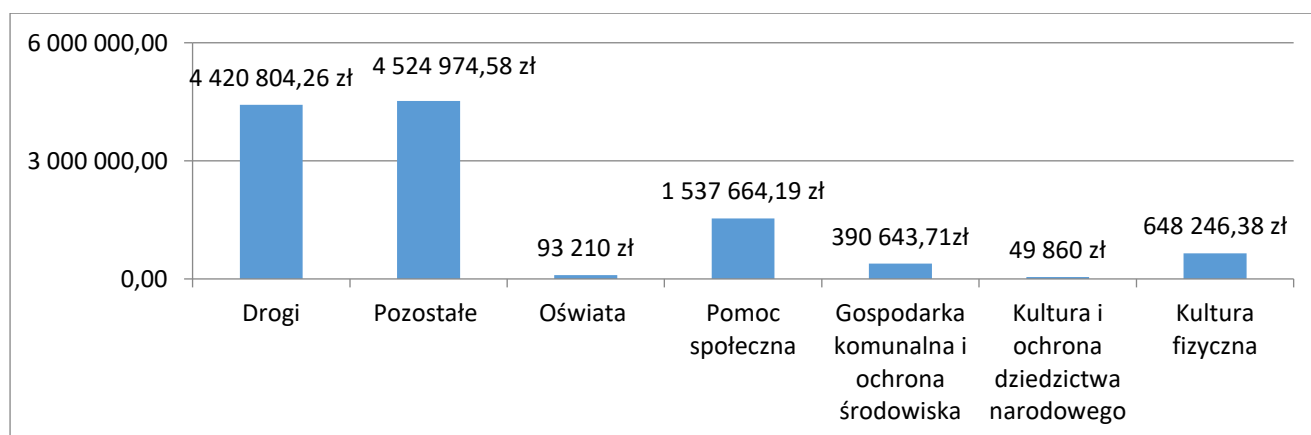 6 000 000,00
3 000 000,00
0,00
4 420 804,26 zł
4 524 974,58 zł
93 210 zł
1 537 664,19 zł
390 643,71zł
49 860 zł
648 246,38 zł
Drogi
Pozostałe
Oświata
Pomoc
społeczna
Gospodarka
komunalna i
ochrona
środowiska
Kultura i
ochrona
dziedzictwa
narodowego
Kultura
fizyczna